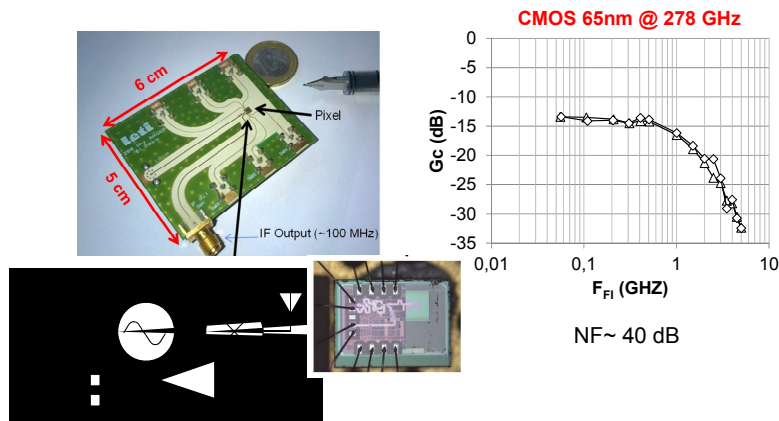 CMOS 65nm @ 278 GHz
6 cm
5 cm
Pixel
leti
IF Output (~100 MHz)
Gc (dB)
0
-5
-10
-15
-20
-25
-30
-35
0,01
0,1
1
10
F_FI (GHZ)
NF~ 40 dB